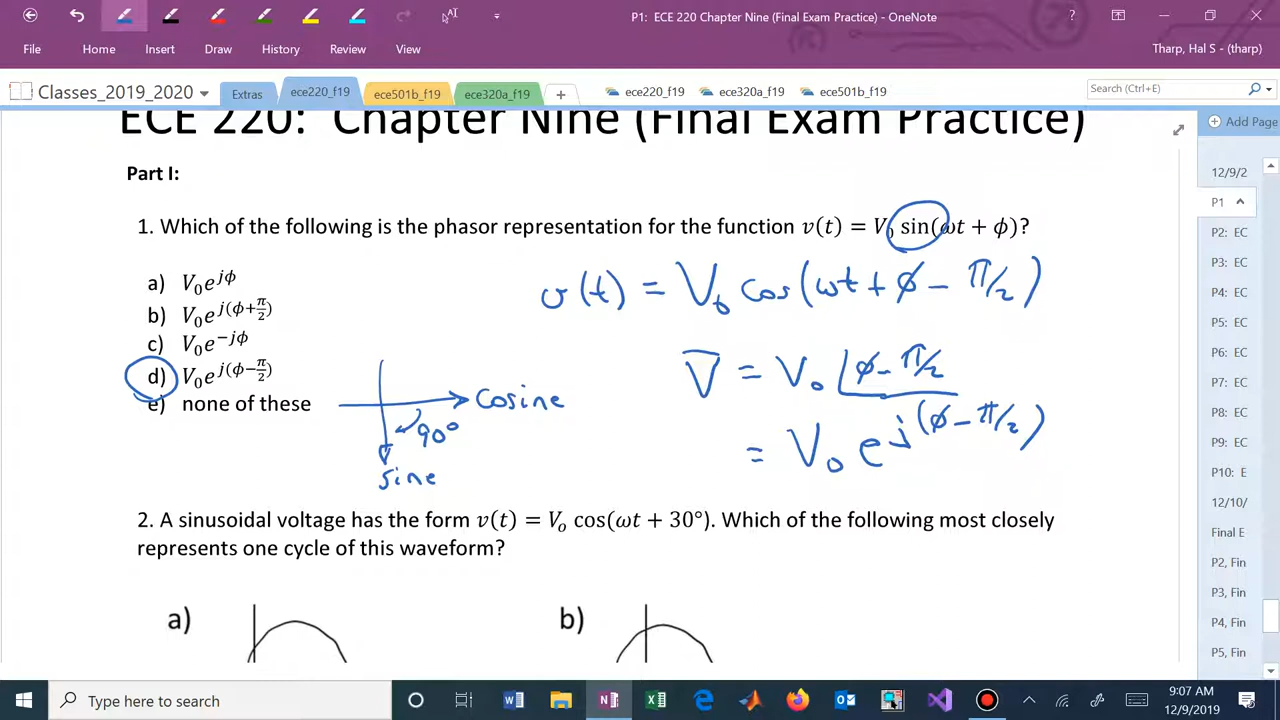 P1: ECE 220 Chapter Nine (Final Exam Practice) - OneNote
File Home Insert Draw History Review View
Tharp, Hal S - (tharp)
Classes_2019_2020 Extras ece220_f19 ece501b_f19 ece320a_f19 ece220_f19 ece320a_f19 ece501b_f19 Search (Ctrl+E)
ECE 220: Chapter Nine (Final Exam Practice)
Part I:
1. Which of the following is the phasor representation for the function v(t) = V₀ sin(ωt + ϕ)?
a) V₀e^{jϕ}
b) V₀e^{j(ϕ+π/2)}
c) V₀e^{-jϕ}
d) V₀e^{j(ϕ-π/2)}
e) none of these
v(t) = V₀ cos(ωt + ϕ - π/2)
V̅ = V₀ ∠ϕ - π/2
= V₀ e^{j(ϕ - π/2)}
cosine
90°
sine
2. A sinusoidal voltage has the form v(t) = Vₒ cos(ωt + 30°). Which of the following most closely
represents one cycle of this waveform?
a) b)
Add Page
12/9/2
P1
P2: EC
P3: EC
P4: EC
P5: EC
P6: EC
P7: EC
P8: EC
P9: EC
P10: E
12/10/
Final E
P2, Fin
P3, Fin
P4, Fin
P5, Fin
Type here to search
9:07 AM
12/9/2019